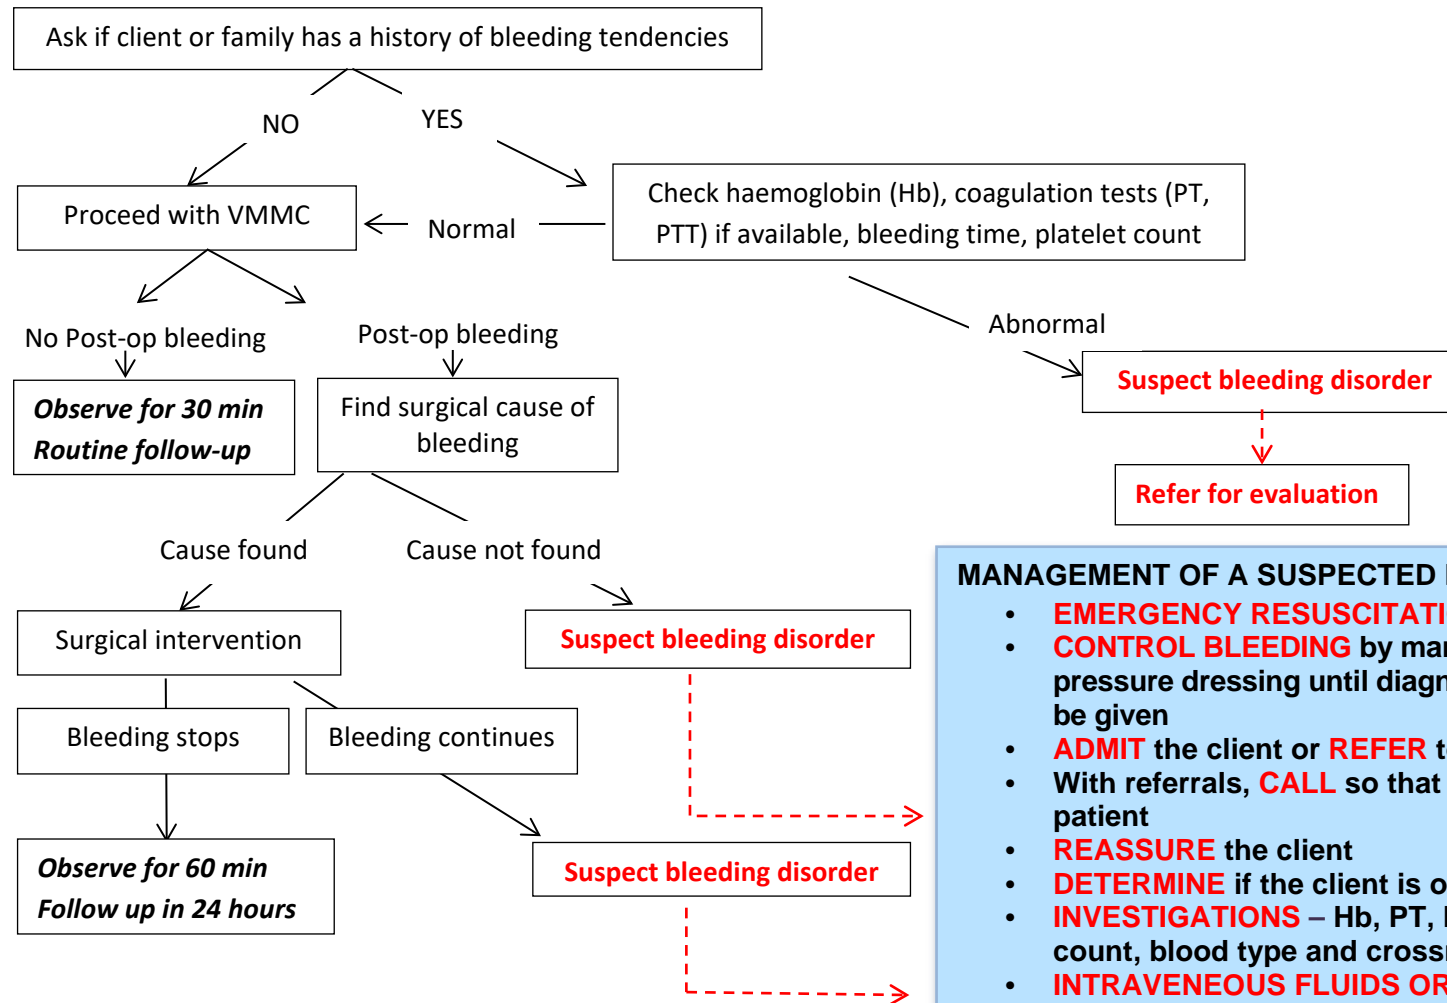 Ask if client or family has a history of bleeding tendencies
NO
YES
Proceed with VMMC
Normal
Check haemoglobin (Hb), coagulation tests (PT,
PTT) if available, bleeding time, platelet count
No Post-op bleeding
Post-op bleeding
Abnormal
Observe for 30 min
Routine follow-up
Find surgical cause of
bleeding
Suspect bleeding disorder
Refer for evaluation
Cause found
Cause not found
Surgical intervention
Suspect bleeding disorder
Bleeding stops
Bleeding continues
Observe for 60 min
Follow up in 24 hours
Suspect bleeding disorder
MANAGEMENT OF A SUSPECTED
• EMERGENCY RESUSCITATI
• CONTROL BLEEDING by mar
pressure dressing until diagn
be given
• ADMIT the client or REFER t
• With referrals, CALL so that
patient
• REASSURE the client
• DETERMINE if the client is o
• INVESTIGATIONS – Hb, PT,
count, blood type and cross
• INTRAVENEOUS FLUIDS OR